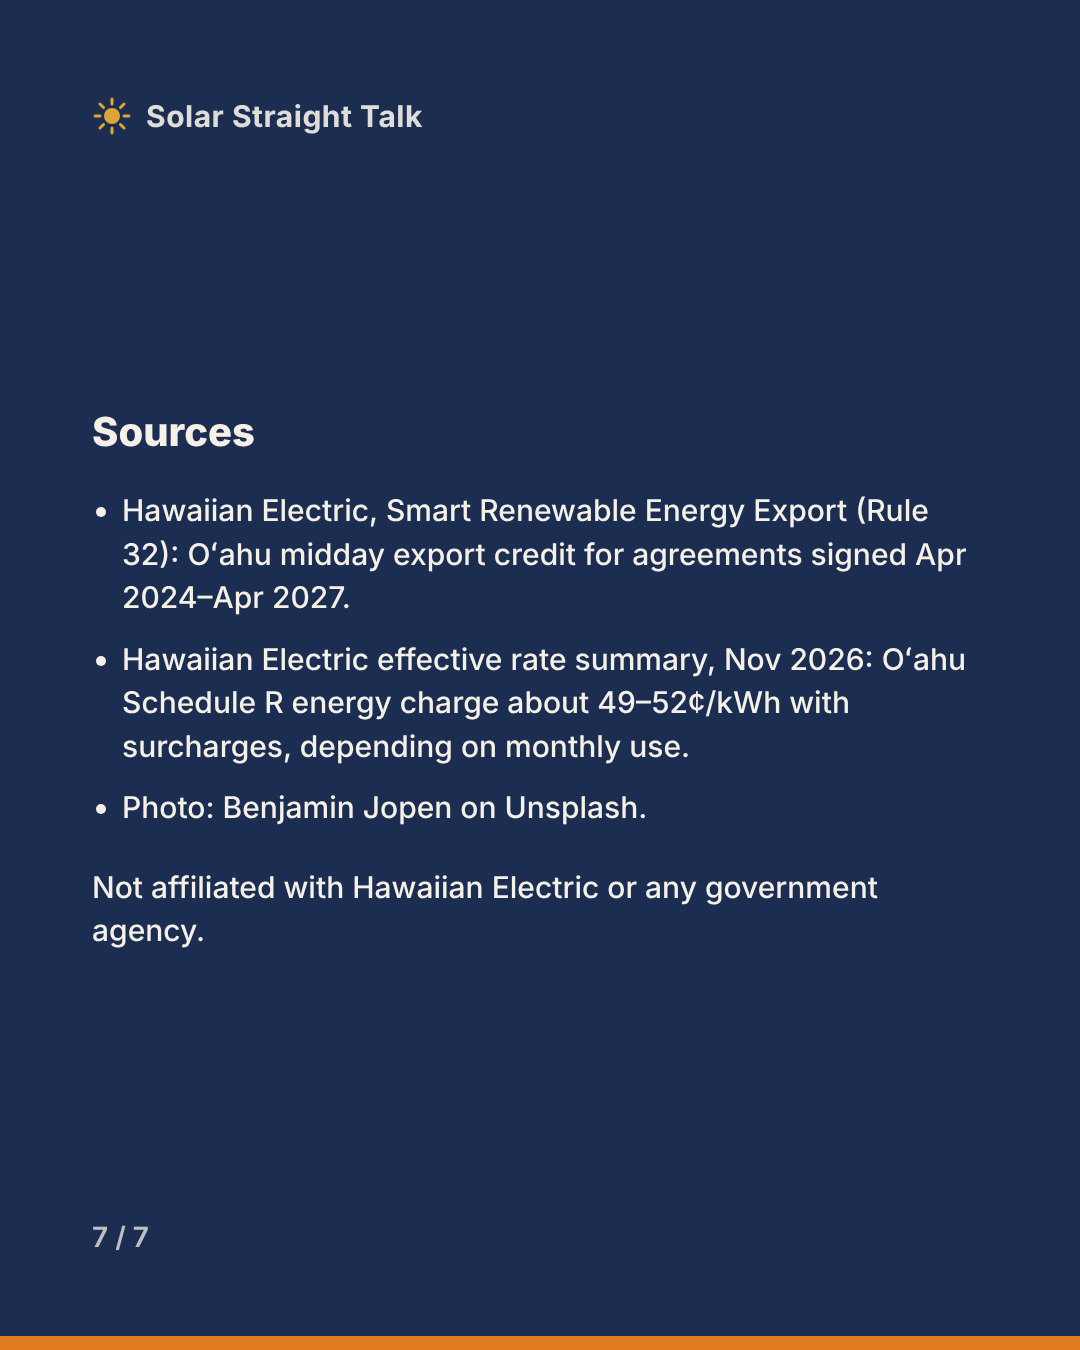 Solar Straight Talk
Sources
• Hawaiian Electric, Smart Renewable Energy Export (Rule
32): Oʻahu midday export credit for agreements signed Apr
2024–Apr 2027.
• Hawaiian Electric effective rate summary, Nov 2026: Oʻahu
Schedule R energy charge about 49–52¢/kWh with
surcharges, depending on monthly use.
• Photo: Benjamin Jopen on Unsplash.
Not affiliated with Hawaiian Electric or any government
agency.
7 / 7